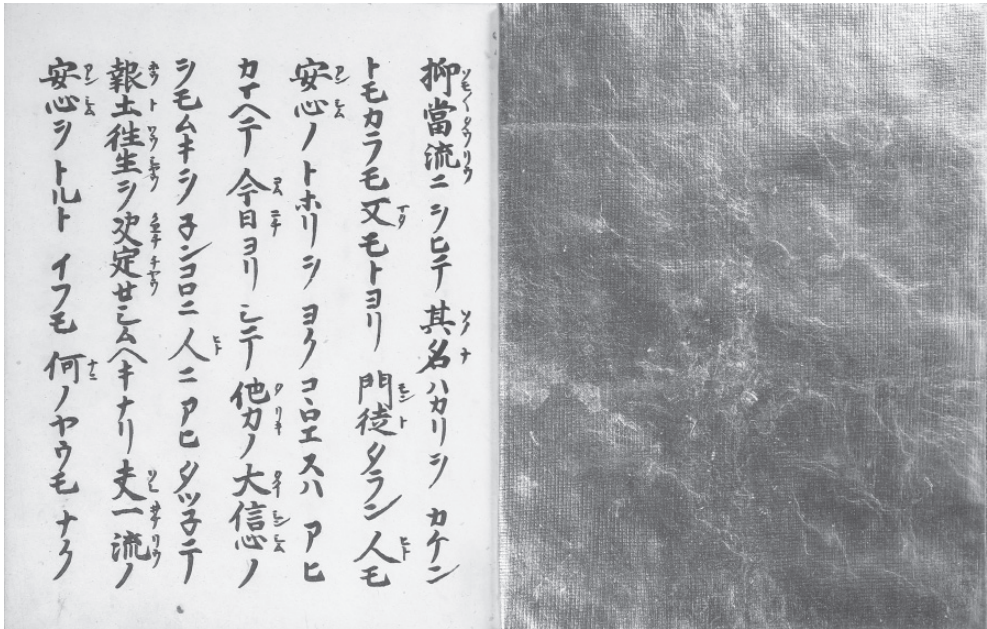 抑當流ニヲヒテ其名ハカリヲカケン
トモカラモ又モトヨリ門徒タラン人モ
安心ノトホリヲヨクコヽロエスハアヒ
カマヘテ今日ヨリシテ他力ノ大信心ノ
ヲモムキヲ子ンコロニ人ニアヒタツ子テ
報土往生ヲ決定せシムヘキナリ夫一流ノ
安心ヲトルトイフモ何ノヤウモナク